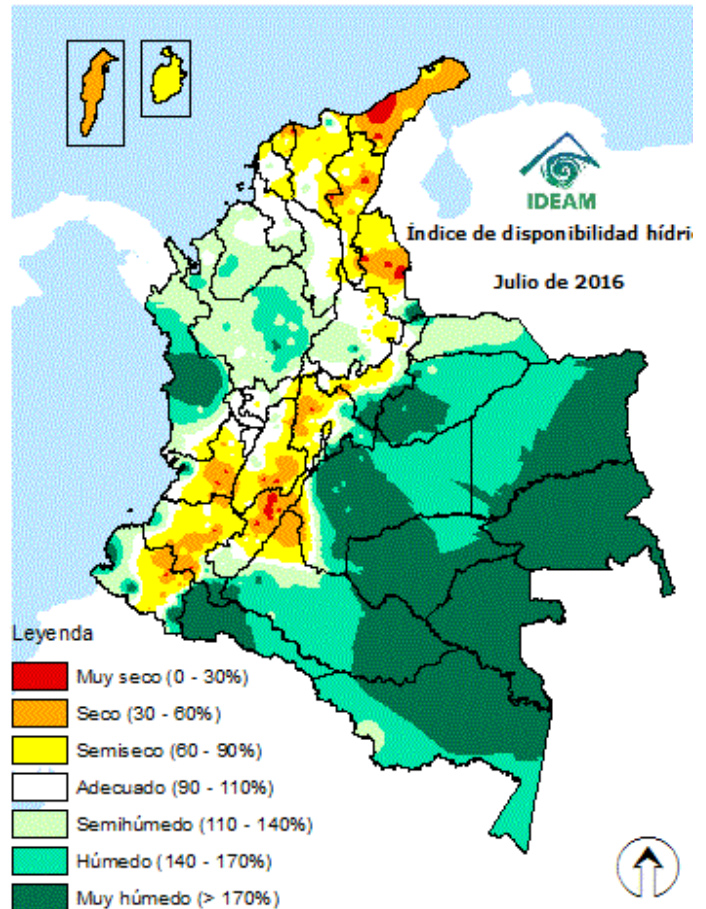 IDEAM
Índice de disponibilidad hídri
Julio de 2016
Leyenda
Muy seco (0 - 30%)
Seco (30 - 60%)
Semiseco (60 - 90%)
Adecuado (90 - 110%)
Semihúmedo (110 - 140%)
Húmedo (140 - 170%)
Muy húmedo (> 170%)